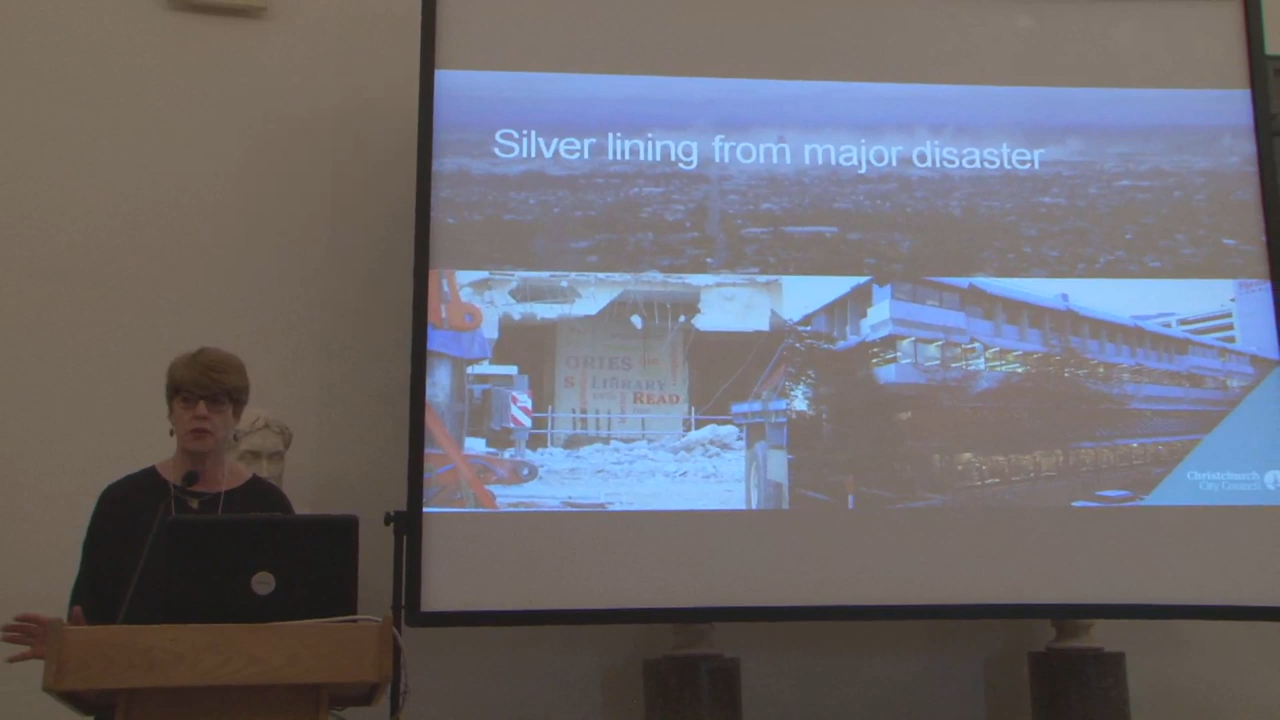 Silver lining from major disaster
ORIES
S LIBRARY
READ
Christchurch
City Council